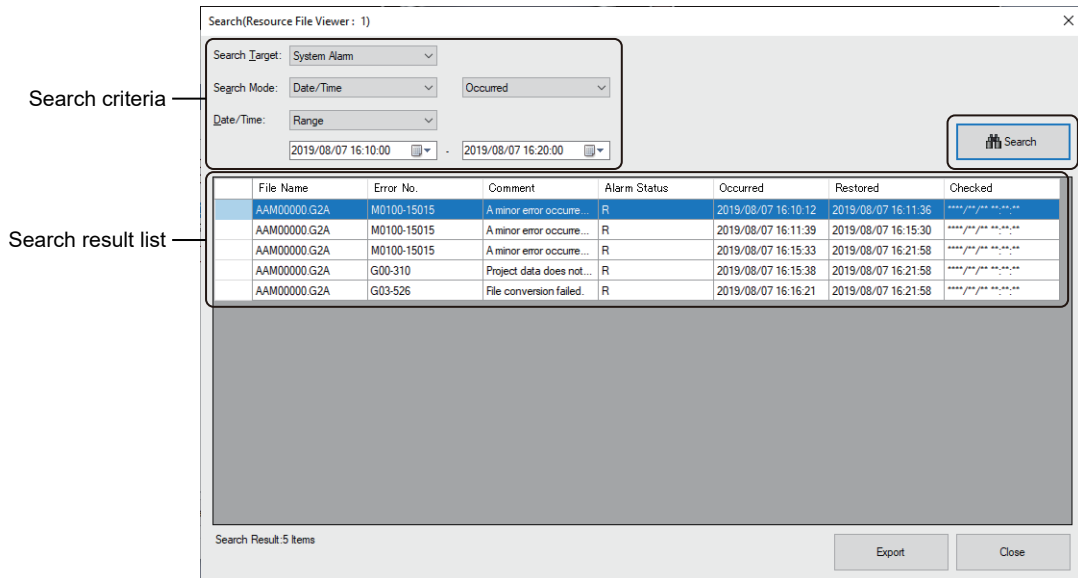 Search(Resource File Viewer : 1)
Search Target: System Alarm
Search criteria
Search Mode: Date/Time Occurred
Date/Time: Range
2019/08/07 16:10:00 - 2019/08/07 16:20:00
Search
File Name Error No. Comment Alarm Status Occurred Restored Checked
AAM00000.G2A M0100-15015 A minor error occurre... R 2019/08/07 16:10:12 2019/08/07 16:11:36 ****/**/** **:**:**
AAM00000.G2A M0100-15015 A minor error occurre... R 2019/08/07 16:11:39 2019/08/07 16:15:30 ****/**/** **:**:**
Search result list
AAM00000.G2A M0100-15015 A minor error occurre... R 2019/08/07 16:15:33 2019/08/07 16:21:58 ****/**/** **:**:**
AAM00000.G2A G00-310 Project data does not... R 2019/08/07 16:15:38 2019/08/07 16:21:58 ****/**/** **:**:**
AAM00000.G2A G03-526 File conversion failed. R 2019/08/07 16:16:21 2019/08/07 16:21:58 ****/**/** **:**:**
Search Result:5 Items
Export Close